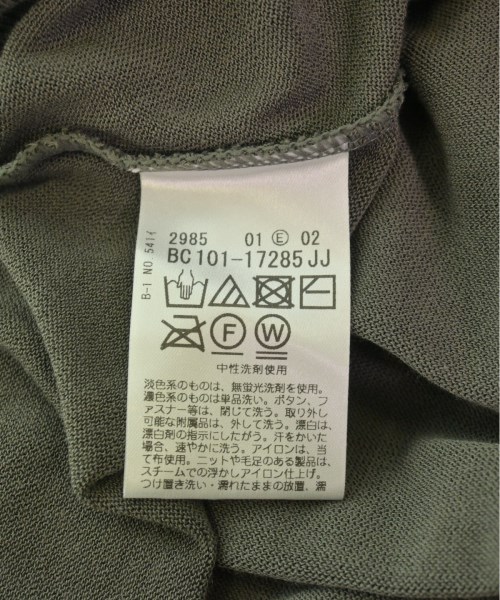 B-1 NO.5414
2985 01 Ⓔ 02
BC101-17285JJ
F W
中性洗剤使用
淡色系のものは、無蛍光洗剤を使用。
濃色系のものは単品洗い。ボタン、フ
ァスナー等は、閉じて洗う。取り外し
可能な附属品は、外して洗う。漂白は、
漂白剤の指示にしたがう。汗をかいた
場合、速やかに洗う。アイロンは、当
て布使用。ニットや毛足のある製品は、
スチームでの浮かしアイロン仕上げ。
つけ置き洗い・濡れたままの放置、濡